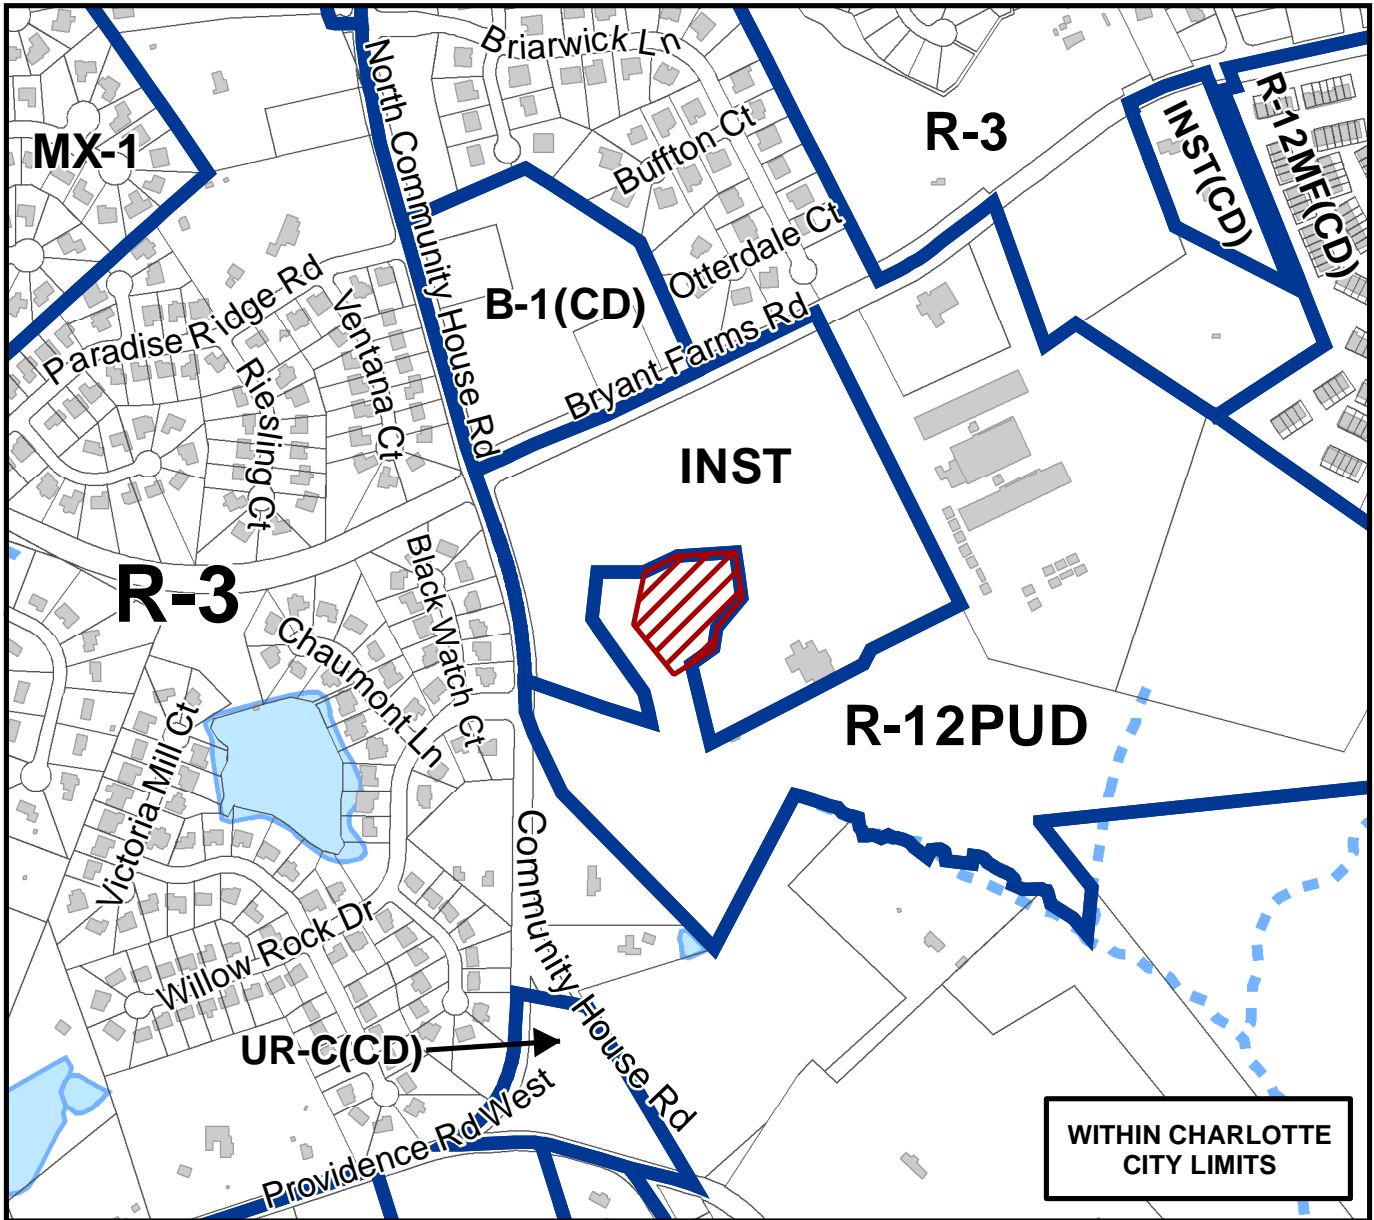 Briarwick Ln
North Community House Rd
MX-1
R-3
Buffton Ct
INST(CD)
R-12MF(CD)
Otterdale Ct
Paradise Ridge Rd
Ventana Ct
B-1(CD)
Bryant Farms Rd
Riesling Ct
INST
R-3
Black Watch Ct
Chaumont Ln
Victoria Mill Ct
R-12PUD
Community House Rd
Willow Rock Dr
UR-C(CD)
Providence Rd West
WITHIN CHARLOTTE
CITY LIMITS